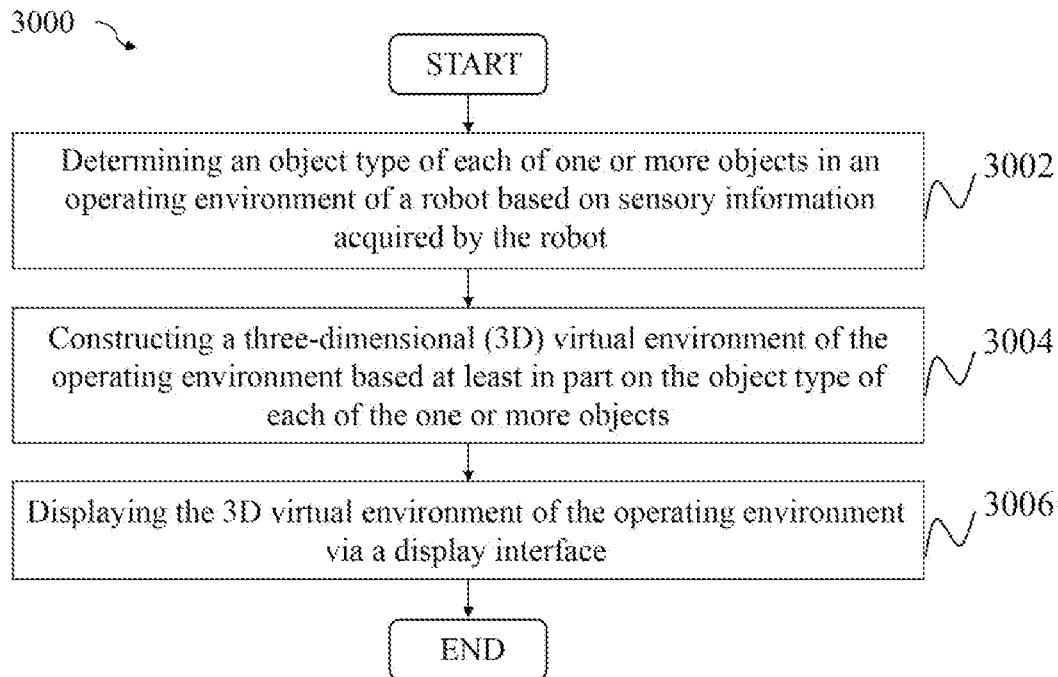 3000
START
Determining an object type of each of one or more objects in an
operating environment of a robot based on sensory information
acquired by the robot
3002
Constructing a three-dimensional (3D) virtual environment of the
operating environment based at least in part on the object type of
each of the one or more objects
3004
Displaying the 3D virtual environment of the operating environment
via a display interface
3006
END